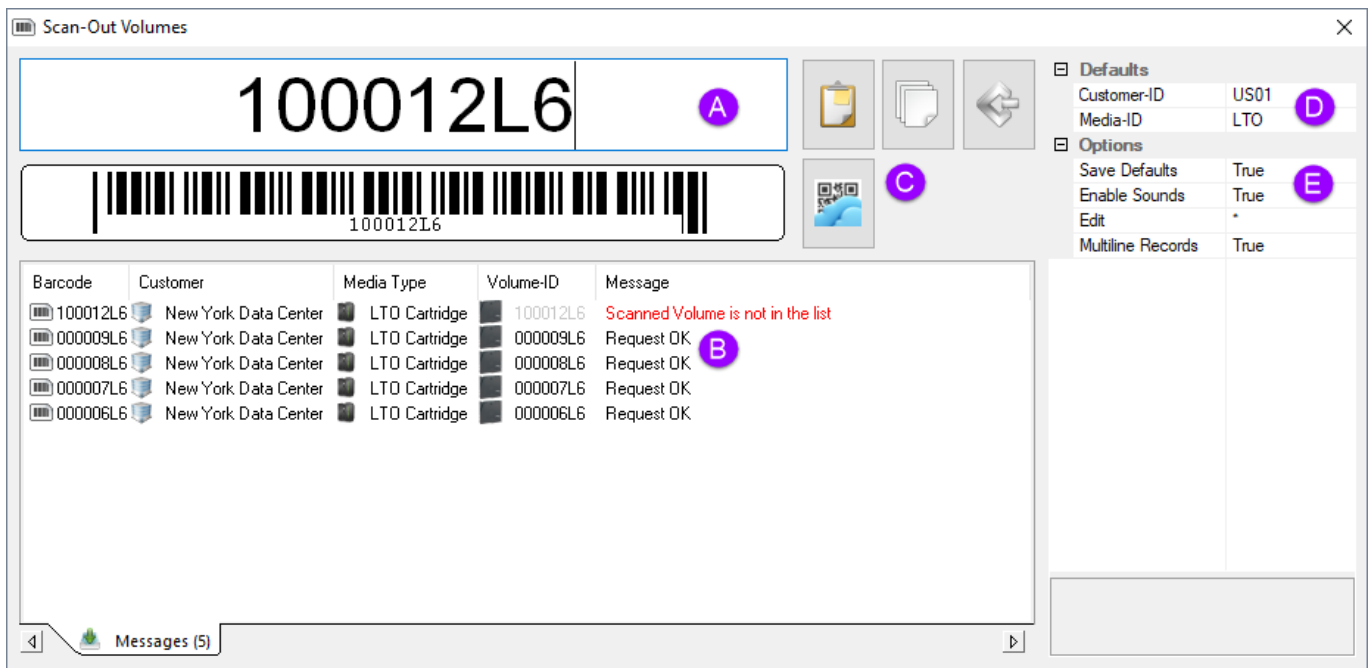 Scan-Out Volumes
100012L6 A
100012L6
C
Defaults
Customer-ID US01
D
Media-ID LTO
Options
Save Defaults True
E
Enable Sounds True
Edit *
Multiline Records True
Barcode Customer Media Type Volume-ID Message
100012L6 New York Data Center LTO Cartridge 100012L6 Scanned Volume is not in the list
000009L6 New York Data Center LTO Cartridge 000009L6 Request OK
B
000008L6 New York Data Center LTO Cartridge 000008L6 Request OK
000007L6 New York Data Center LTO Cartridge 000007L6 Request OK
000006L6 New York Data Center LTO Cartridge 000006L6 Request OK
Messages (5)